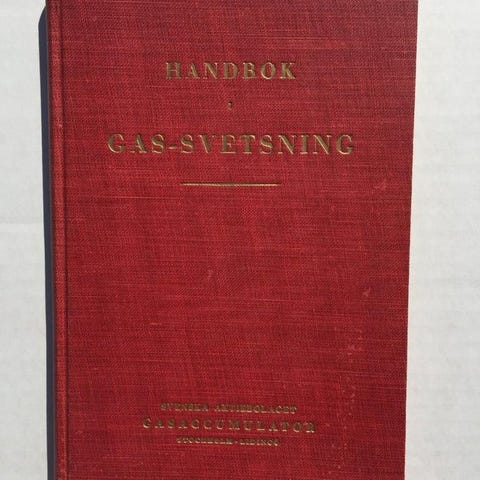 HANDBOK
I
GAS-SVETSNING
SVENSKA AKTIEBOLAGET
GASACCUMULATOR
STOCKHOLM-LIDINGÖ